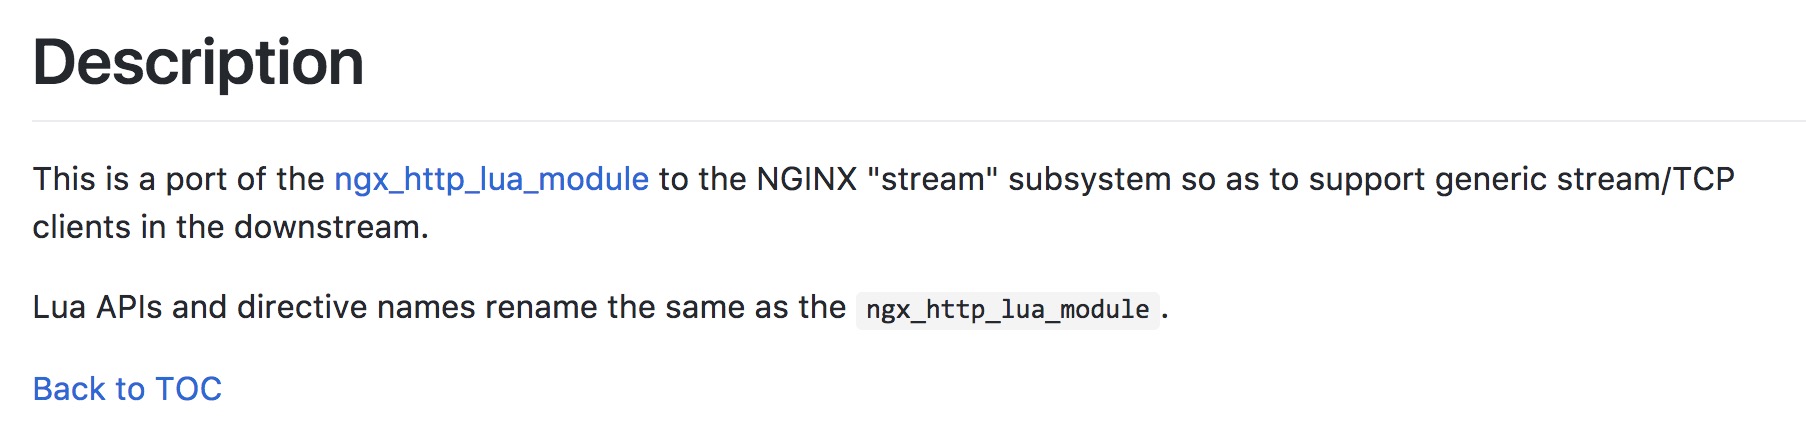 Description
This is a port of the ngx_http_lua_module to the NGINX "stream" subsystem so as to support generic stream/TCP
clients in the downstream.
Lua APIs and directive names rename the same as the ngx_http_lua_module.
Back to TOC